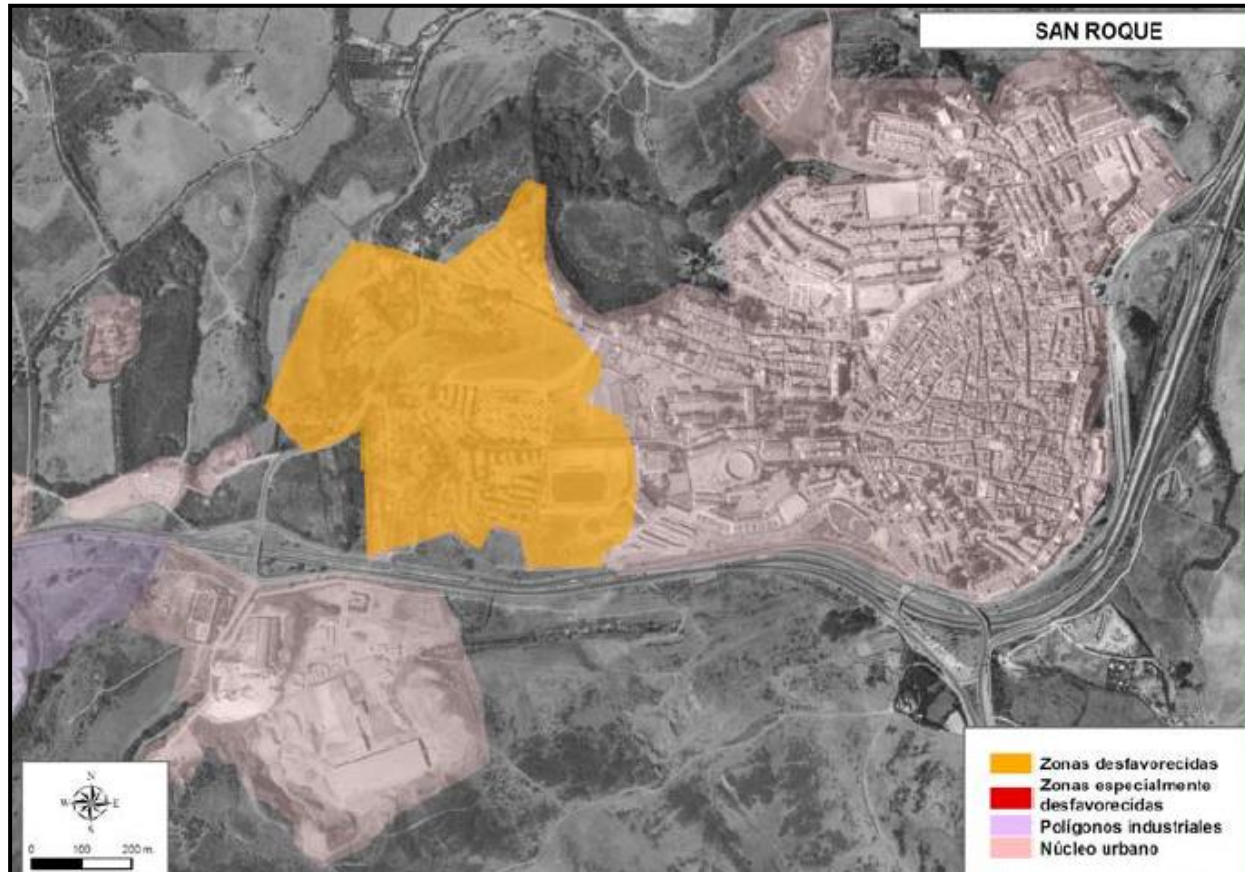 SAN ROQUE
Zonas desfavorecidas
Zonas especialmente
desfavorecidas
Polígonos industriales
Núcleo urbano
N
W E
S
0 100 200 m.